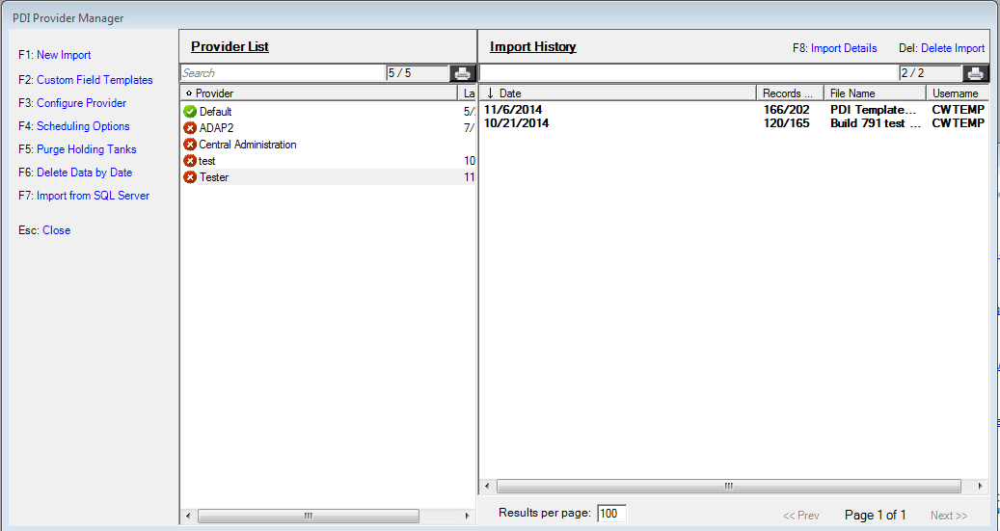 PDI Provider Manager
F1: New Import
F2: Custom Field Templates
F3: Configure Provider
F4: Scheduling Options
F5: Purge Holding Tanks
F6: Delete Data by Date
F7: Import from SQL Server
Esc: Close
Provider List
Search 5 / 5
Provider La
Default 5/
ADAP2 7/
Central Administration
test 10
Tester 11
Import History F8: Import Details Del: Delete Import
2 / 2
Date Records ... File Name Username
11/6/2014 166/202 PDI Template... CWTEMP
10/21/2014 120/165 Build 791 test ... CWTEMP
Results per page: 100 << Prev Page 1 of 1 Next >>